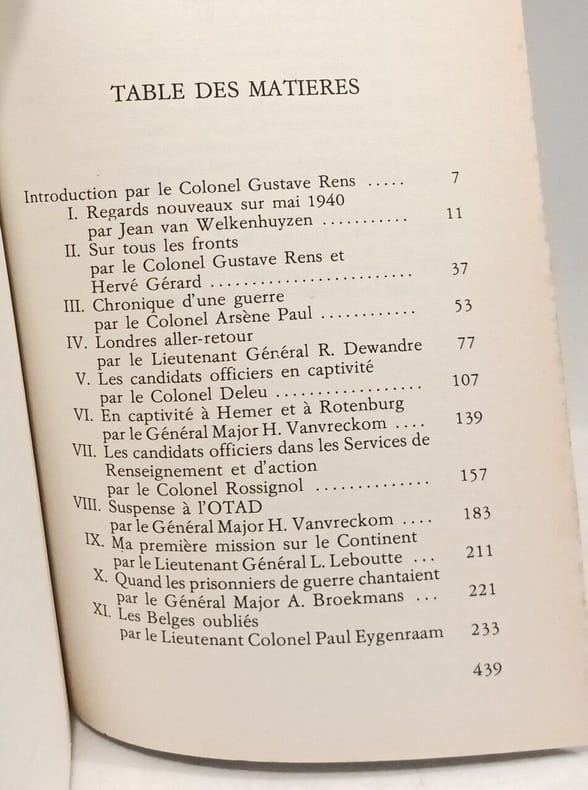 TABLE DES MATIERES
Introduction par le Colonel Gustave Rens ..... 7
I. Regards nouveaux sur mai 1940
par Jean van Welkenhuyzen ........... 11
II. Sur tous les fronts
par le Colonel Gustave Rens et
Hervé Gérard ......................... 37
III. Chronique d'une guerre
par le Colonel Arsène Paul ............ 53
IV. Londres aller-retour
par le Lieutenant Général R. Dewandre 77
V. Les candidats officiers en captivité
par le Colonel Deleu .................. 107
VI. En captivité à Hemer et à Rotenburg
par le Général Major H. Vanvreckom .... 139
VII. Les candidats officiers dans les Services de
Renseignement et d'action
par le Colonel Rossignol .............. 157
VIII. Suspense à l'OTAD
par le Général Major H. Vanvreckom .... 183
IX. Ma première mission sur le Continent
par le Lieutenant Général L. Leboutte ... 211
X. Quand les prisonniers de guerre chantaient
par le Général Major A. Broekmans ... 221
XI. Les Belges oubliés
par le Lieutenant Colonel Paul Eygenraam 233
439